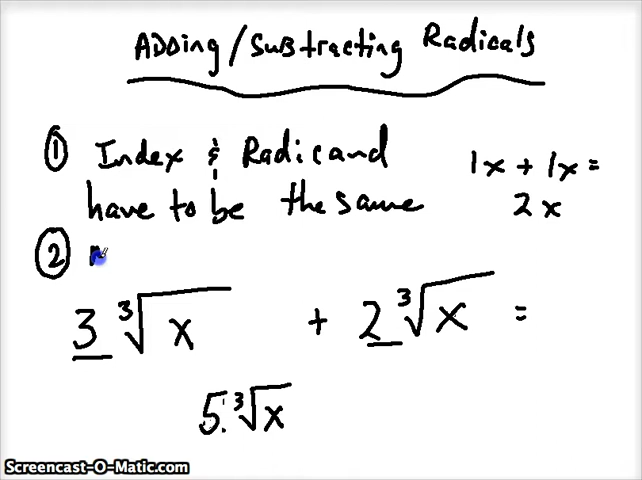 Adding/Subtracting Radicals
① Index & Radicand
have to be the same
1x + 1x =
2x
②
3 ∛x + 2 ∛x =
5 ∛x
Screencast-O-Matic.com